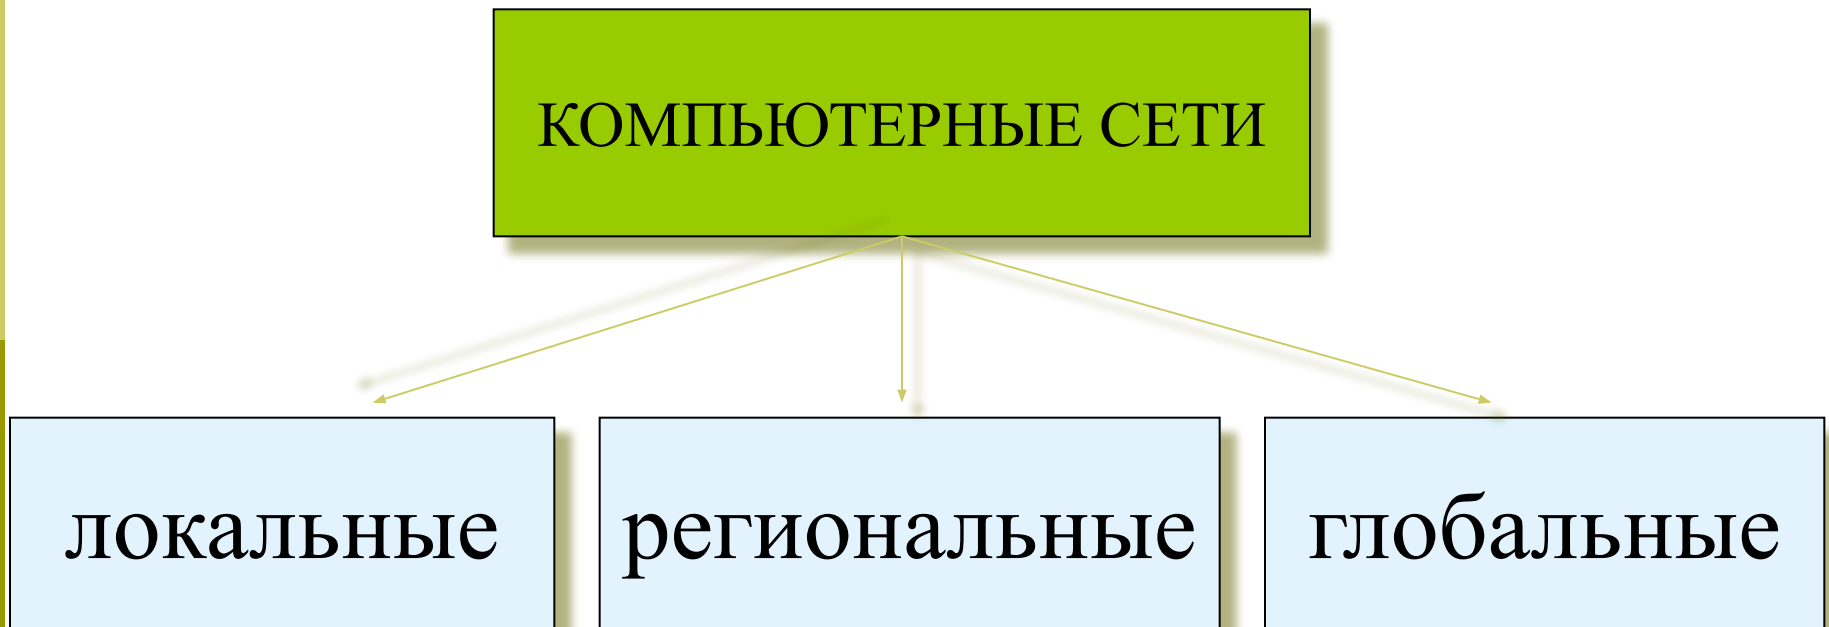 КОМПЬЮТЕРНЫЕ СЕТИ
локальные
региональные
глобальные